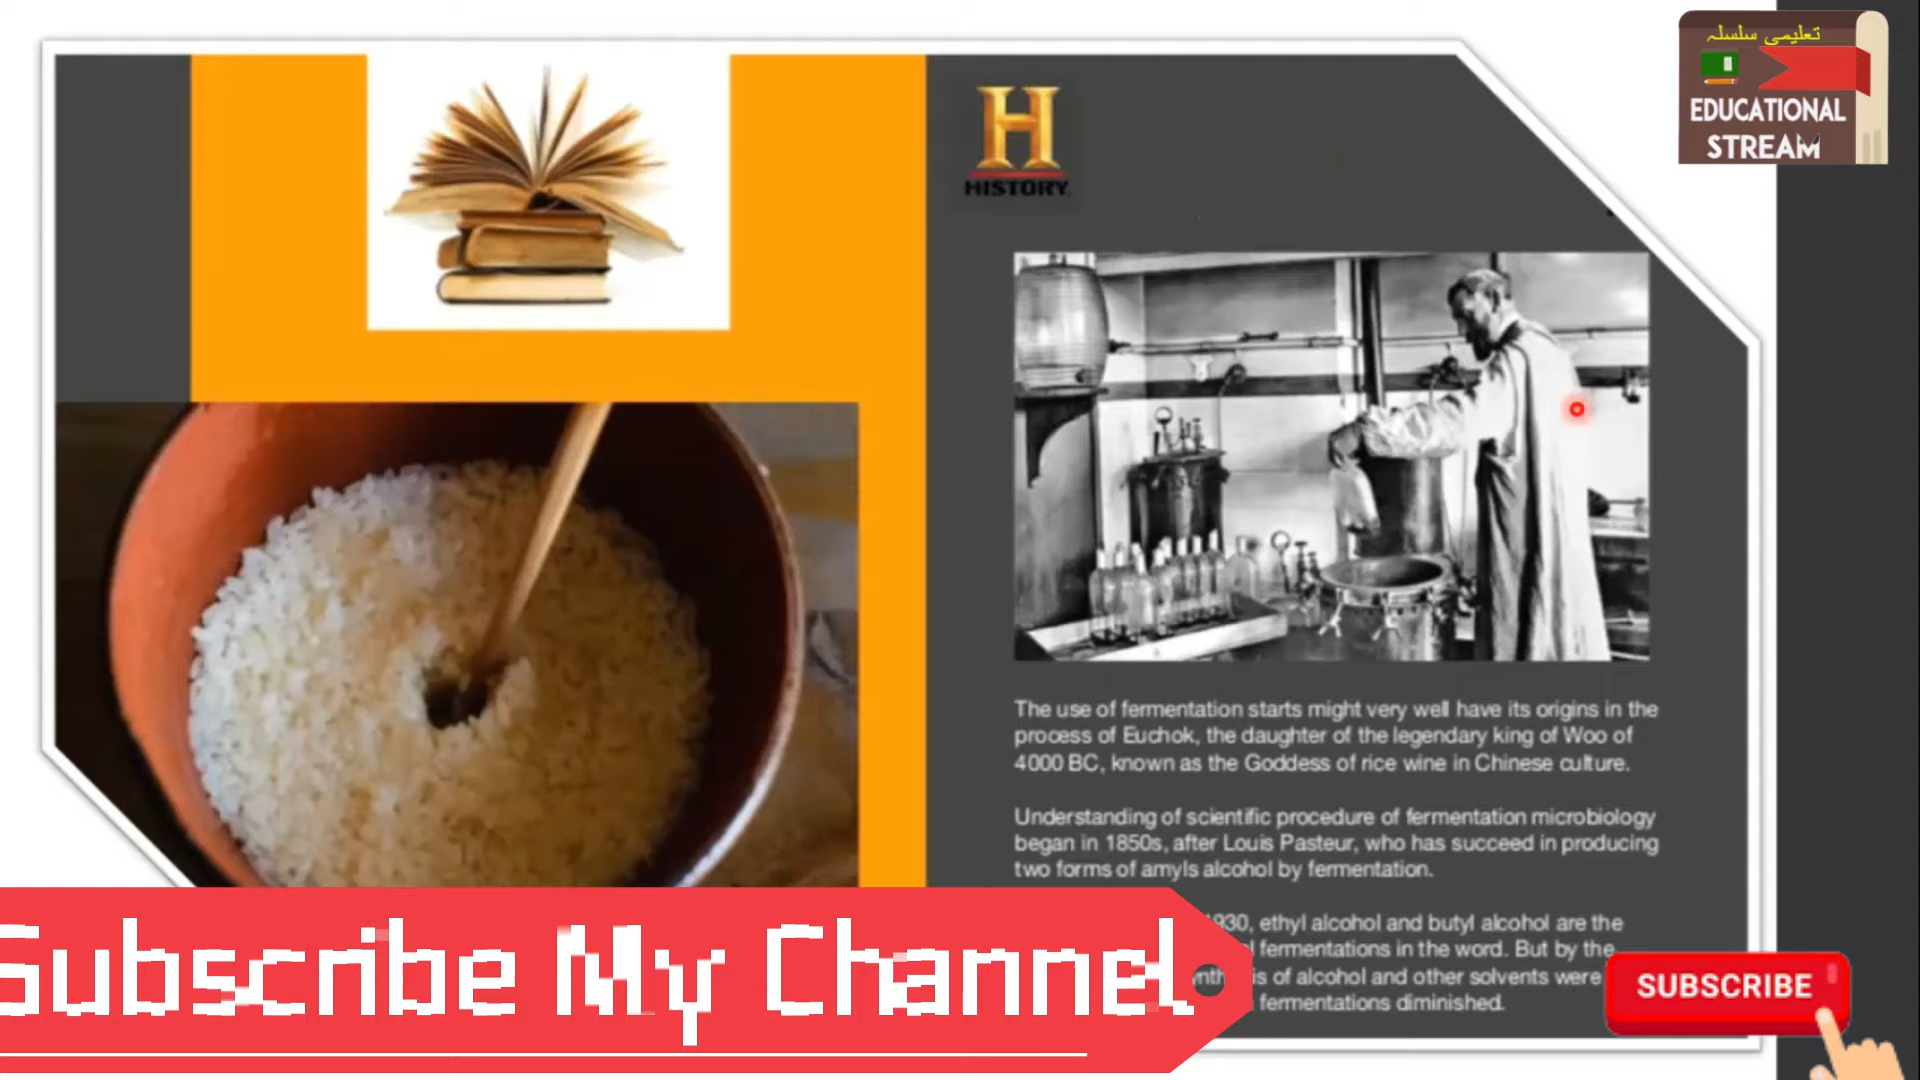 تعلیمی سلسلہ
EDUCATIONAL
STREAM
H
HISTORY
The use of fermentation starts might very well have its origins in the
process of Euchok, the daughter of the legendary king of Woo of
4000 BC, known as the Goddess of rice wine in Chinese culture.
Understanding of scientific procedure of fermentation microbiology
began in 1850s, after Louis Pasteur, who has succeed in producing
two forms of amyls alcohol by fermentation.
1930, ethyl alcohol and butyl alcohol are the
fermentations in the word. But by the
is of alcohol and other solvents were
fermentations diminished.
Subscribe My Channel
SUBSCRIBE